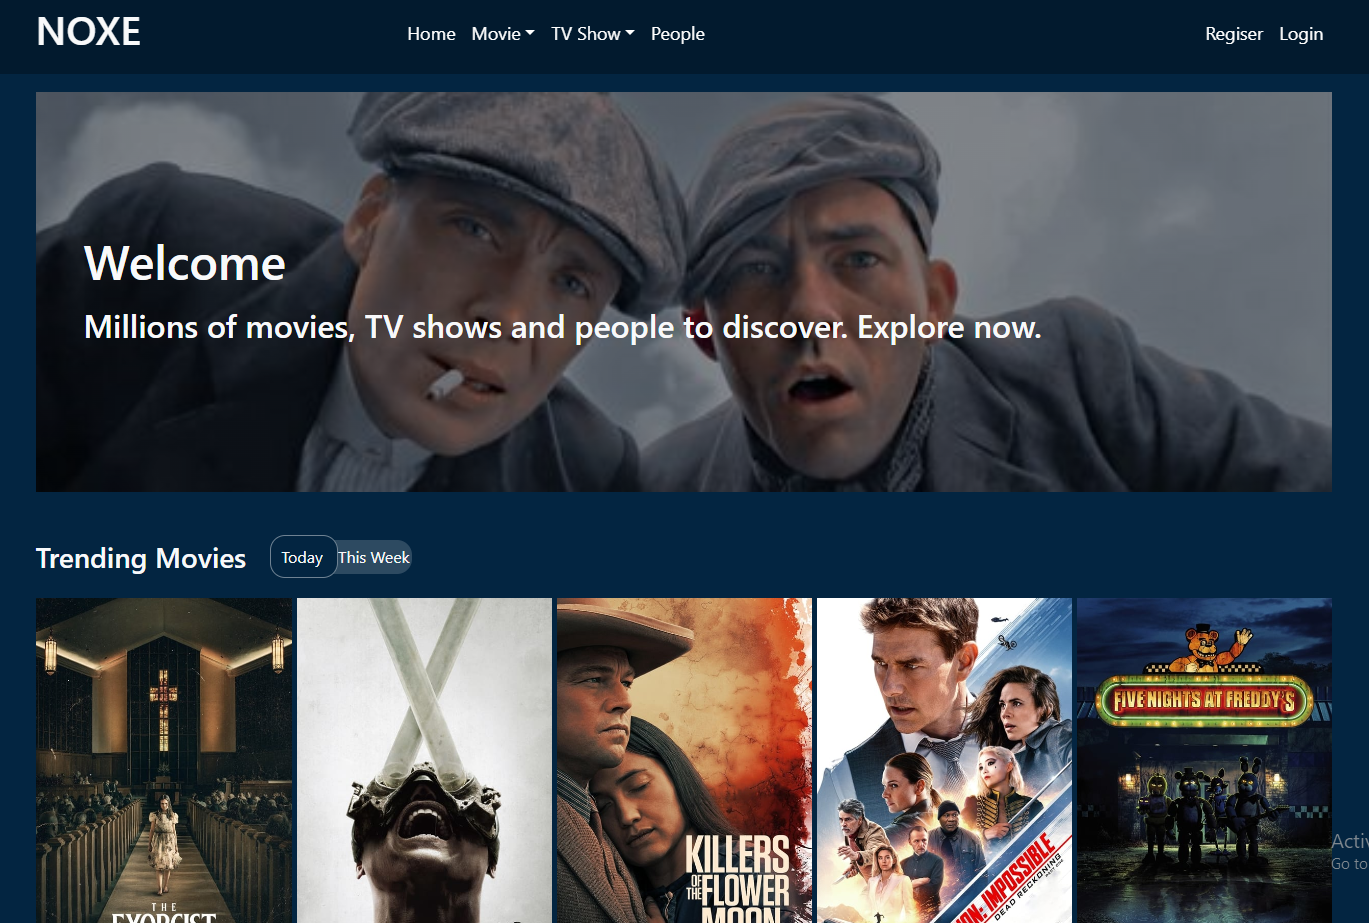 NOXE
Home Movie TV Show People
Regiser Login
Welcome
Millions of movies, TV shows and people to discover. Explore now.
Trending Movies
Today This Week
THE
EXORCIST
KILLERS
OF THE FLOWER
MOON
ION: IMPOSSIBLE
DEAD RECKONING
FIVE NIGHTS AT FREDDY'S
Activ
Go to